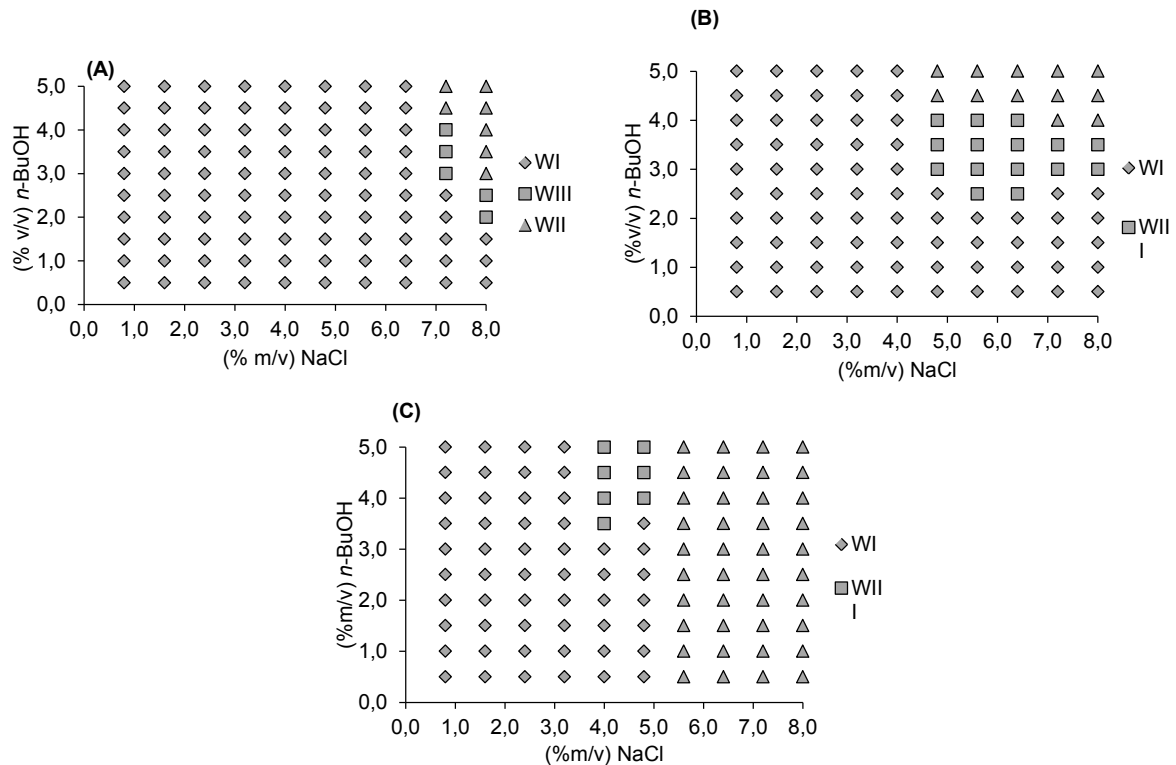 (A)
5,0
4,0
3,0
2,0
1,0
0,0
(% v/v) n-BuOH
0,0 1,0 2,0 3,0 4,0 5,0 6,0 7,0 8,0
(% m/v) NaCl
WI
WIII
WII
(B)
5,0
4,0
3,0
2,0
1,0
0,0
(%v/v) n-BuOH
0,0 1,0 2,0 3,0 4,0 5,0 6,0 7,0 8,0
(%m/v) NaCl
WI
WII
I
(C)
5,0
4,0
3,0
2,0
1,0
0,0
(%m/v) n-BuOH
0,0 1,0 2,0 3,0 4,0 5,0 6,0 7,0 8,0
(%m/v) NaCl
WI
WII
I